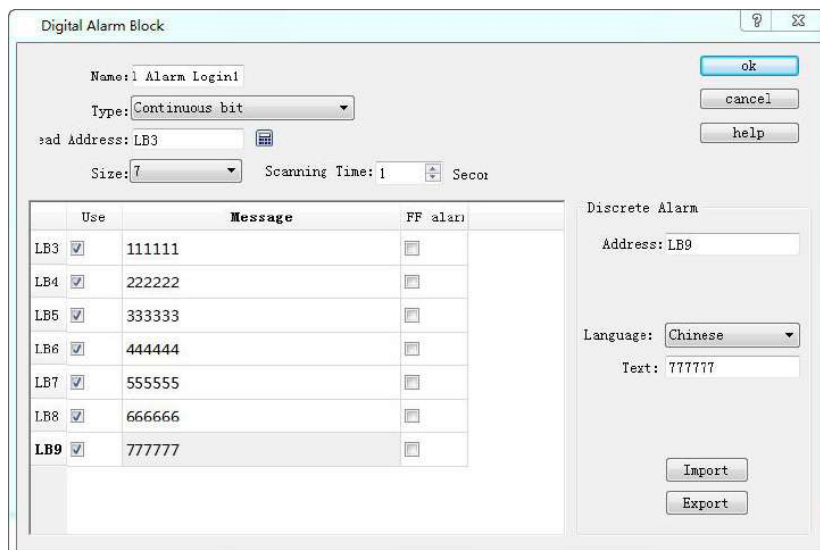 Digital Alarm Block
Name: l Alarm Login1
ok
Type: Continuous bit
cancel
ead Address: LB3
help
Size: 7 Scanning Time: 1 Secon
Use Message FF alarm
Discrete Alarm
LB3 111111
Address: LB9
LB4 222222
LB5 333333
Language: Chinese
LB6 444444
Text: 777777
LB7 555555
LB8 666666
LB9 777777
Import
Export